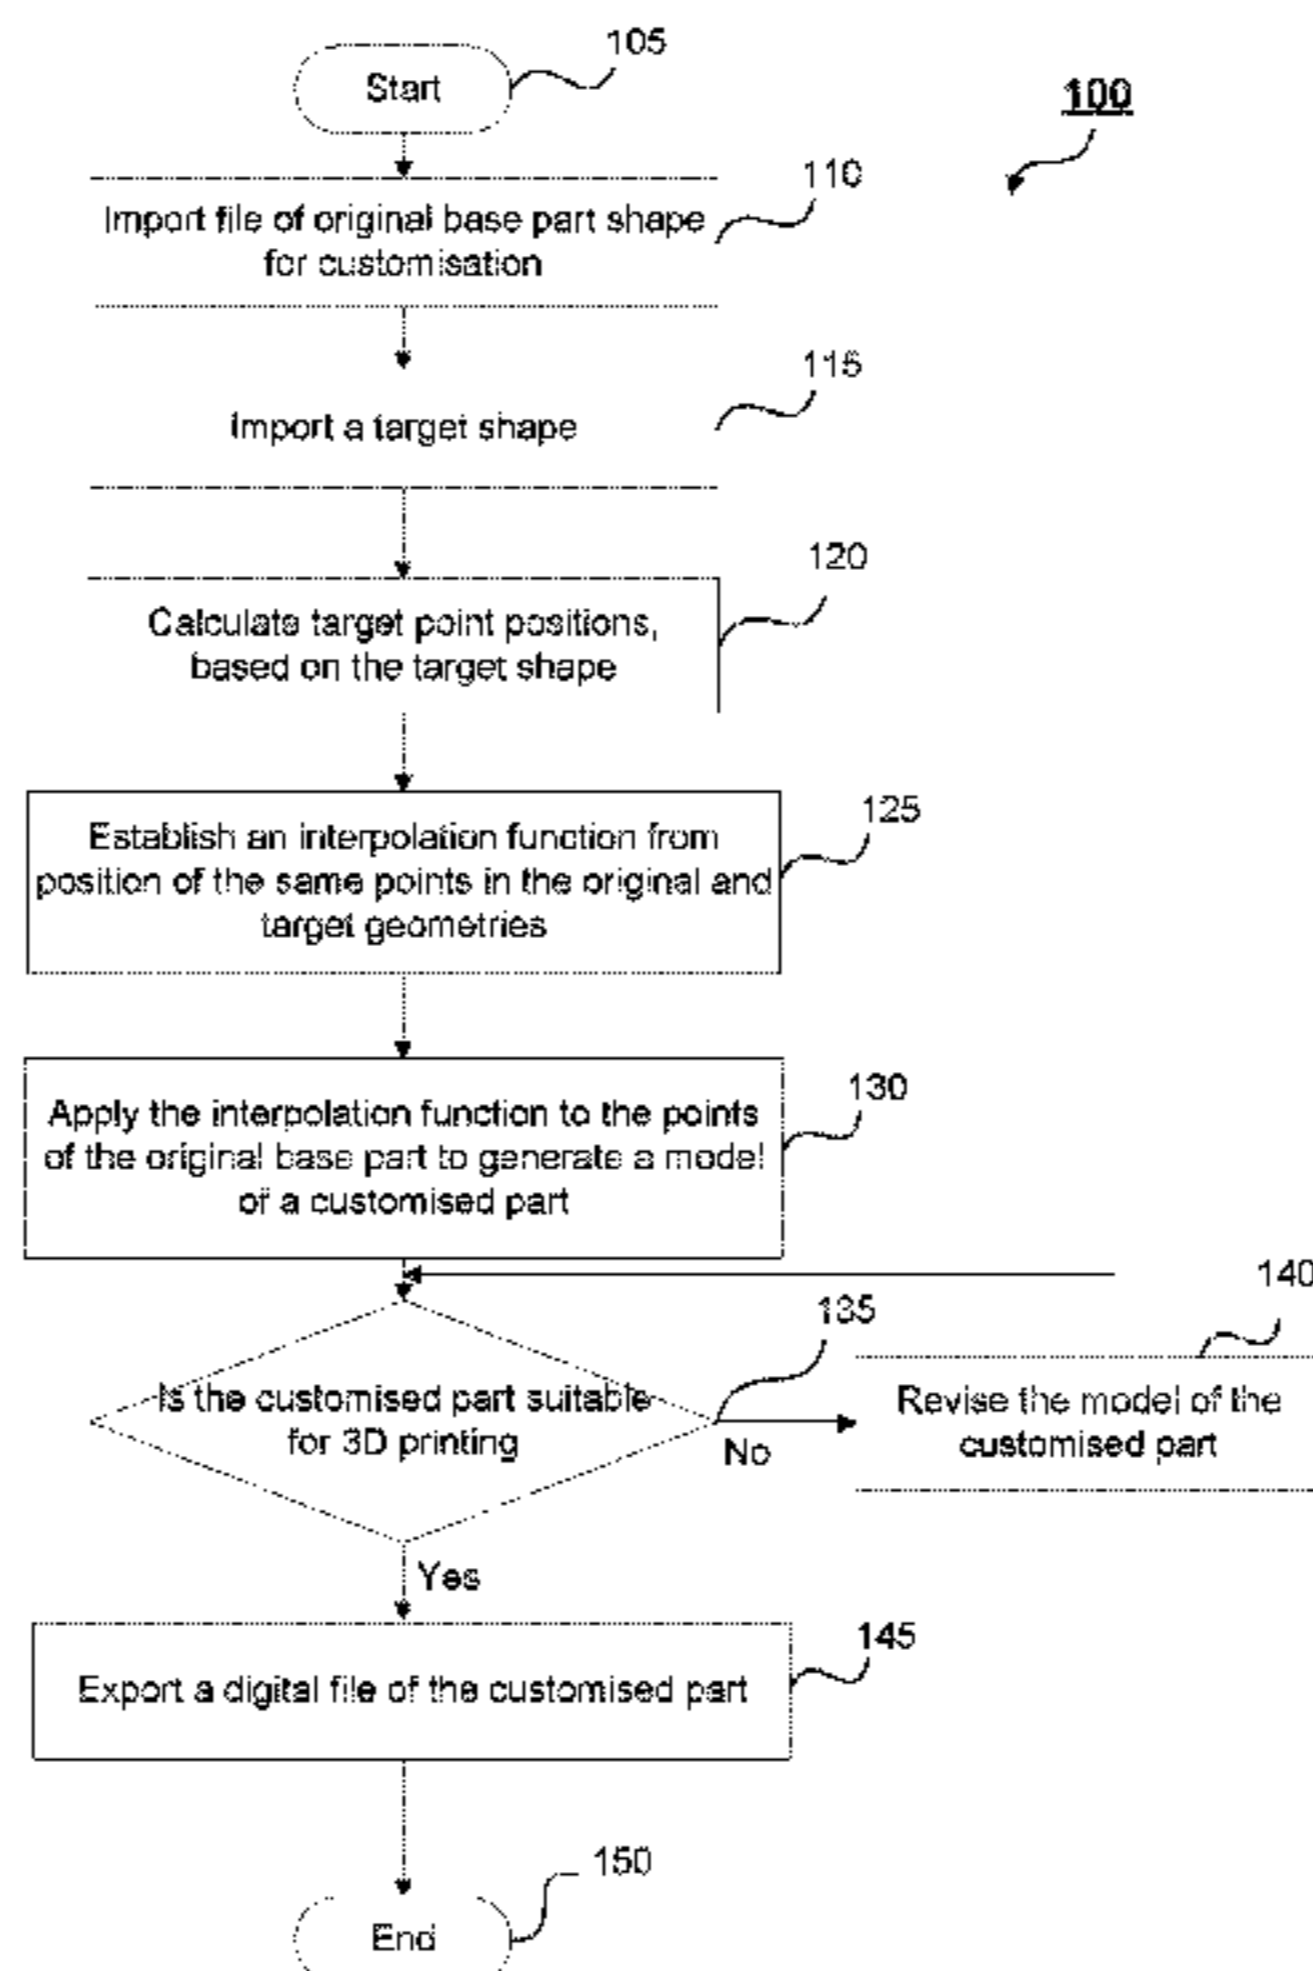 105
Start
100
110
Import file of original base part shape
for customisation
115
Import a target shape
120
Calculate target point positions,
based on the target shape
125
Establish an interpolation function from
position of the same points in the original and
target geometries
130
Apply the interpolation function to the points
of the original base part to generate a model
of a customised part
140
135
Is the customised part suitable
for 3D printing
No
Revise the model of the
customised part
Yes
145
Export a digital file of the customised part
150
End